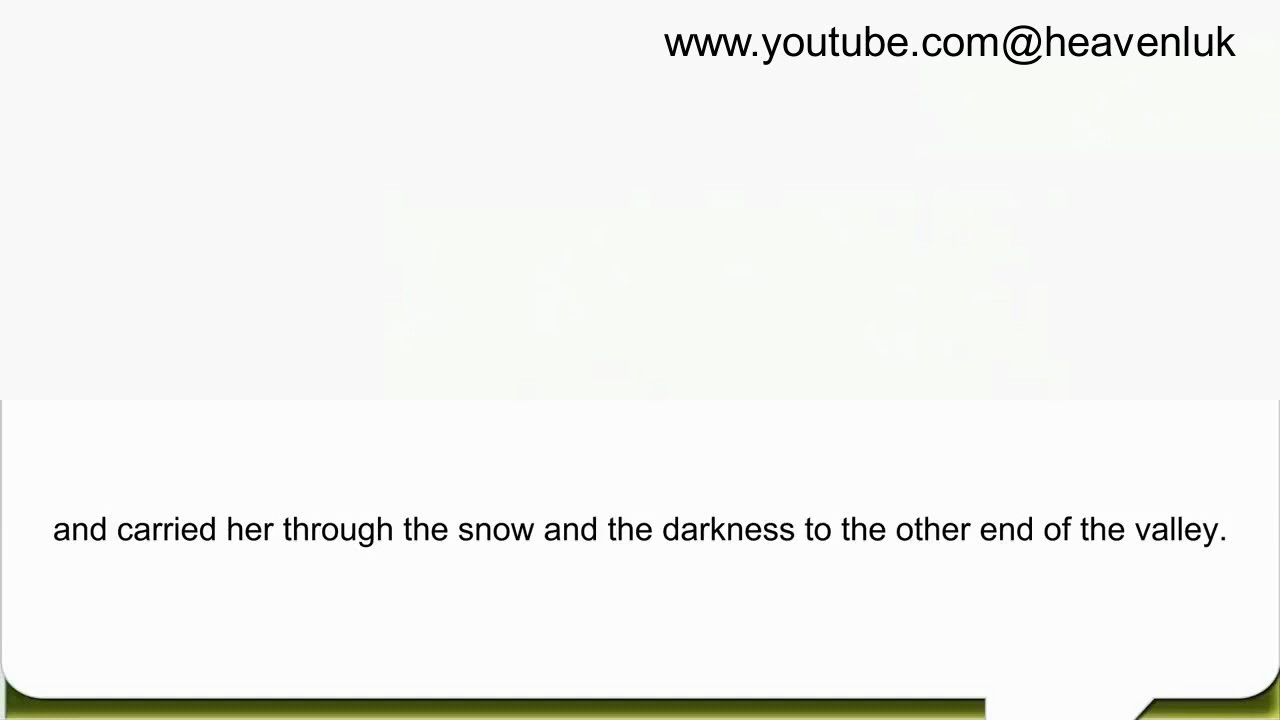 www.youtube.com@heavenluk
and carried her through the snow and the darkness to the other end of the valley.